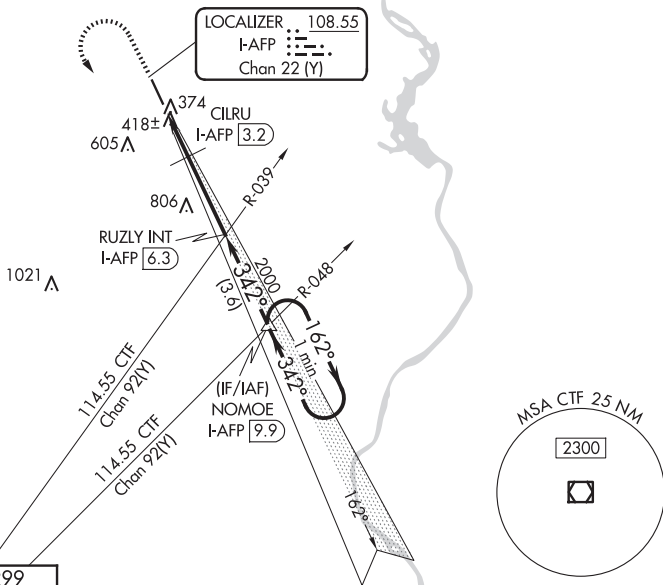 LOCALIZER 108.55
I-AFP
Chan 22 (Y)
374
418±
CILRU
I-AFP 3.2
605
806
R-039
RUZLY INT
I-AFP 6.3
1021
2000
342°
(3.6)
R-048
162°
1 min
342°
(IF/IAF)
NOMOE
I-AFP 9.9
114.55 CTF
Chan 92(Y)
114.55 CTF
Chan 92(Y)
162°
MSA CTF 25 NM
2300